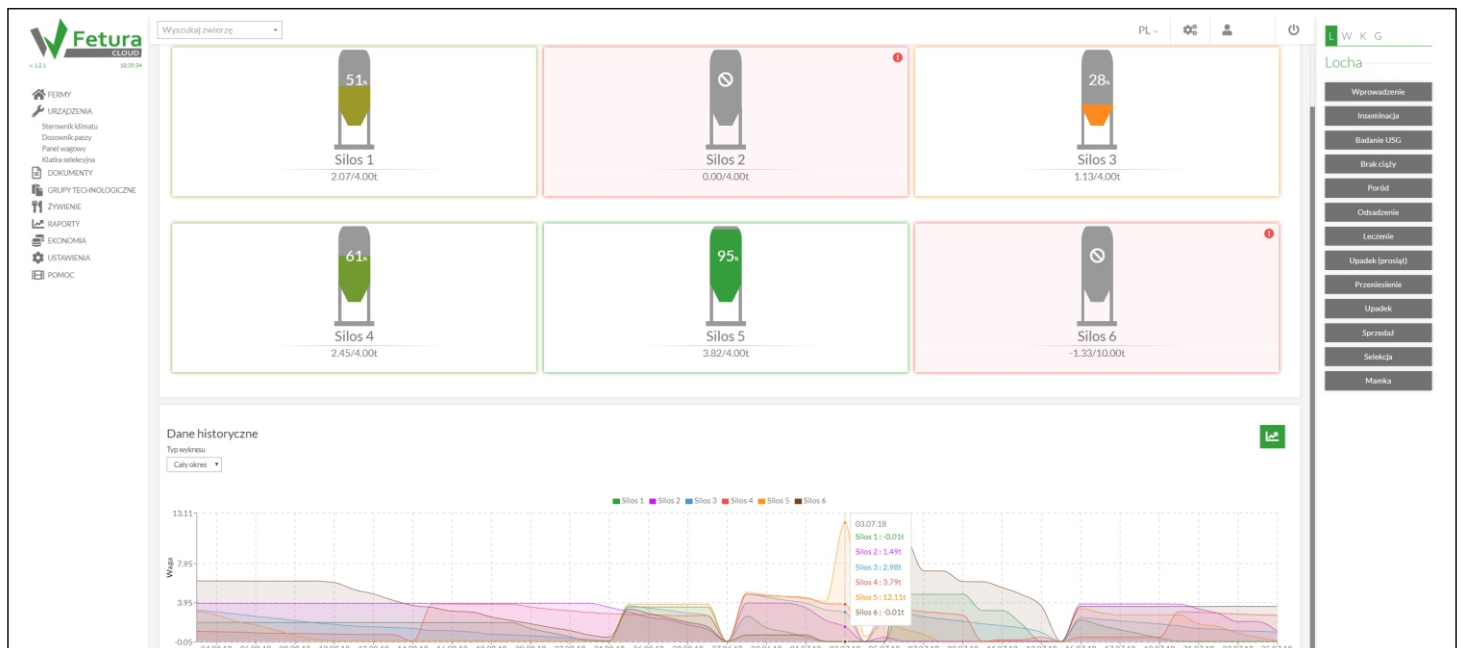 Fetura
CLOUD
v. 1.2.1 18:35:34
Wyszukaj zwierzę
PL
FERMY
URZĄDZENIA
Sterownik klimatu
Dozownik paszy
Panel wagowy
Klatka selekcyjna
DOKUMENTY
GRUPY TECHNOLOGICZNE
ŻYWIENIE
RAPORTY
EKONOMIA
USTAWIENIA
POMOC
51%
Silos 1
2.07/4.00t
Silos 2
0.00/4.00t
28%
Silos 3
1.13/4.00t
61%
Silos 4
2.45/4.00t
95%
Silos 5
3.82/4.00t
Silos 6
-1.33/10.00t
L W K G
Locha
Wprowadzenie
Inseminacja
Badanie USG
Brak ciąży
Poród
Odsadzenie
Leczenie
Upadek (prosiąt)
Przeniesienie
Upadek
Sprzedaż
Selekcja
Mamka
Dane historyczne
Typ wykresu
Cały okres
Silos 1 Silos 2 Silos 3 Silos 4 Silos 5 Silos 6
13.11
7.95
3.95
-0.05
Waga
03.07.18
Silos 1 : -0.01t
Silos 2 : 1.49t
Silos 3 : 2.98t
Silos 4 : 3.79t
Silos 5 : 12.11t
Silos 6 : -0.01t